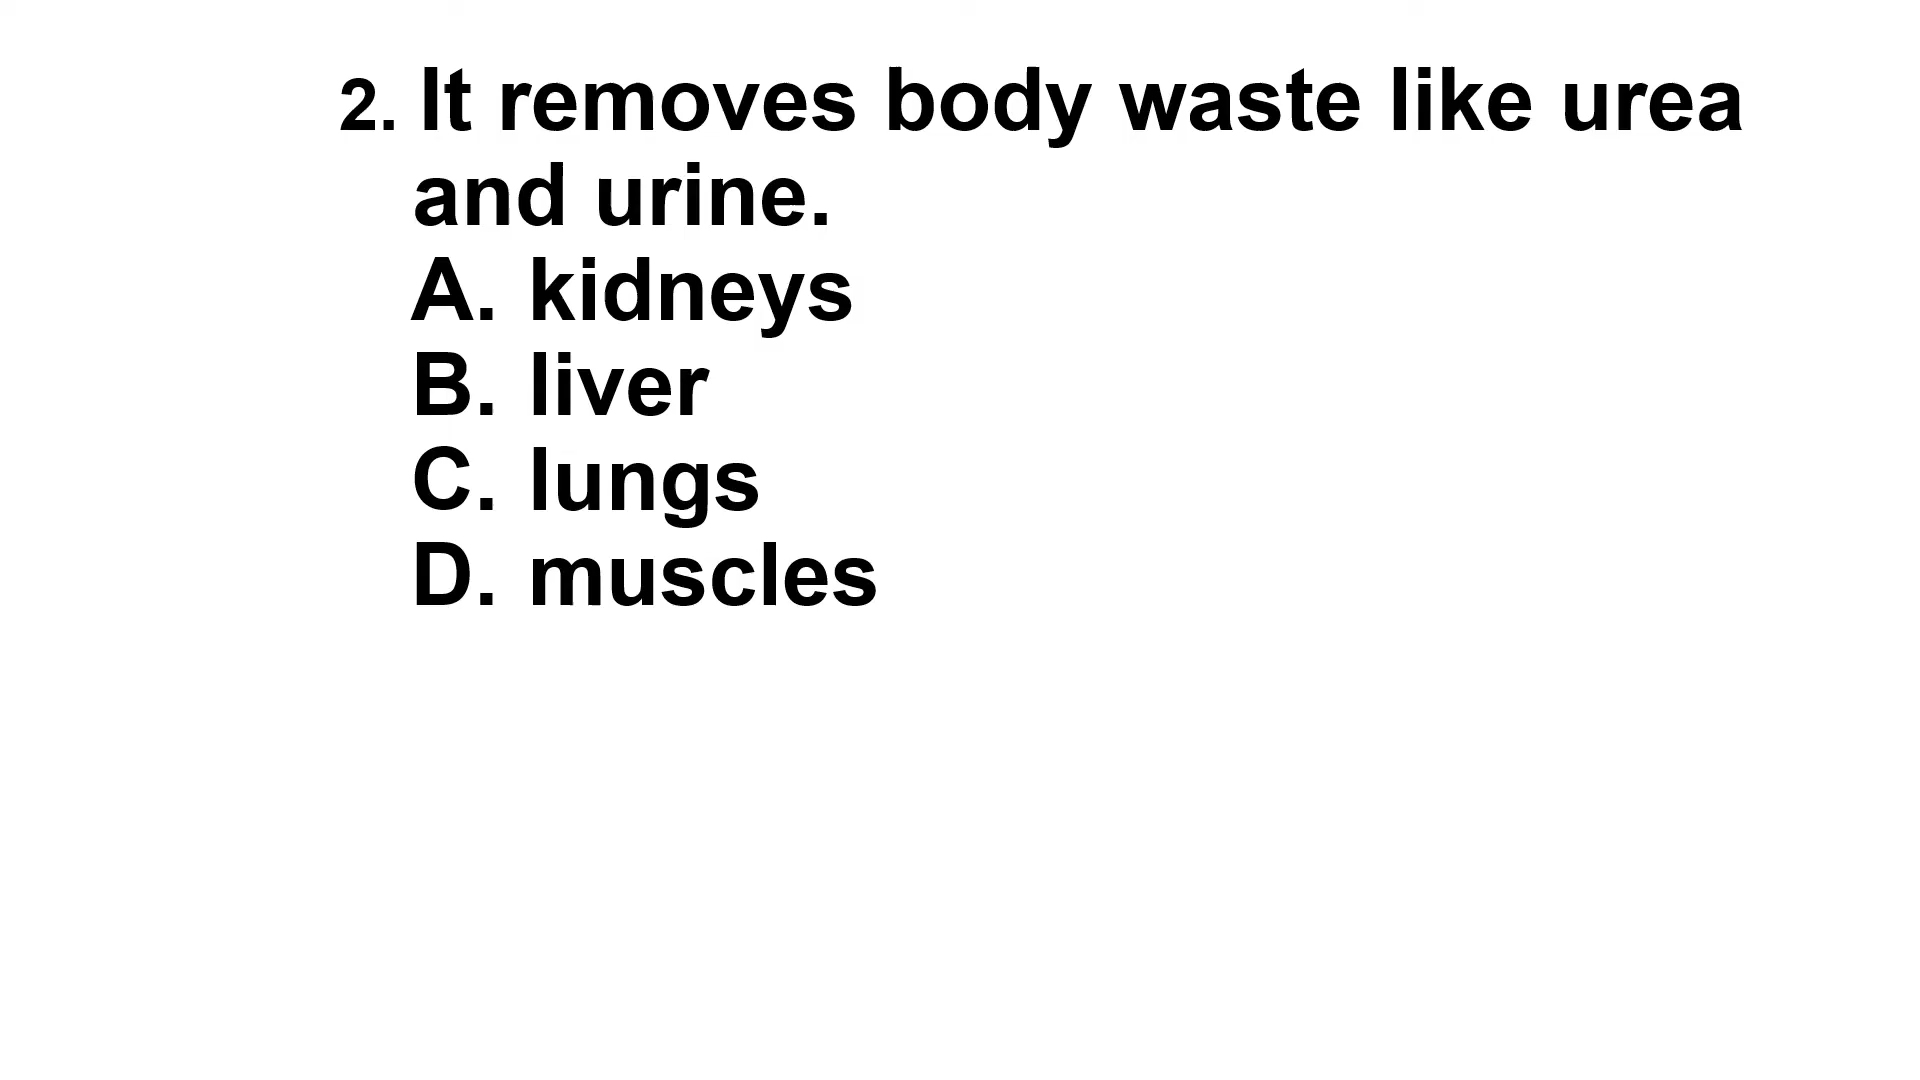 2. It removes body waste like urea
and urine.
A. kidneys
B. liver
C. lungs
D. muscles